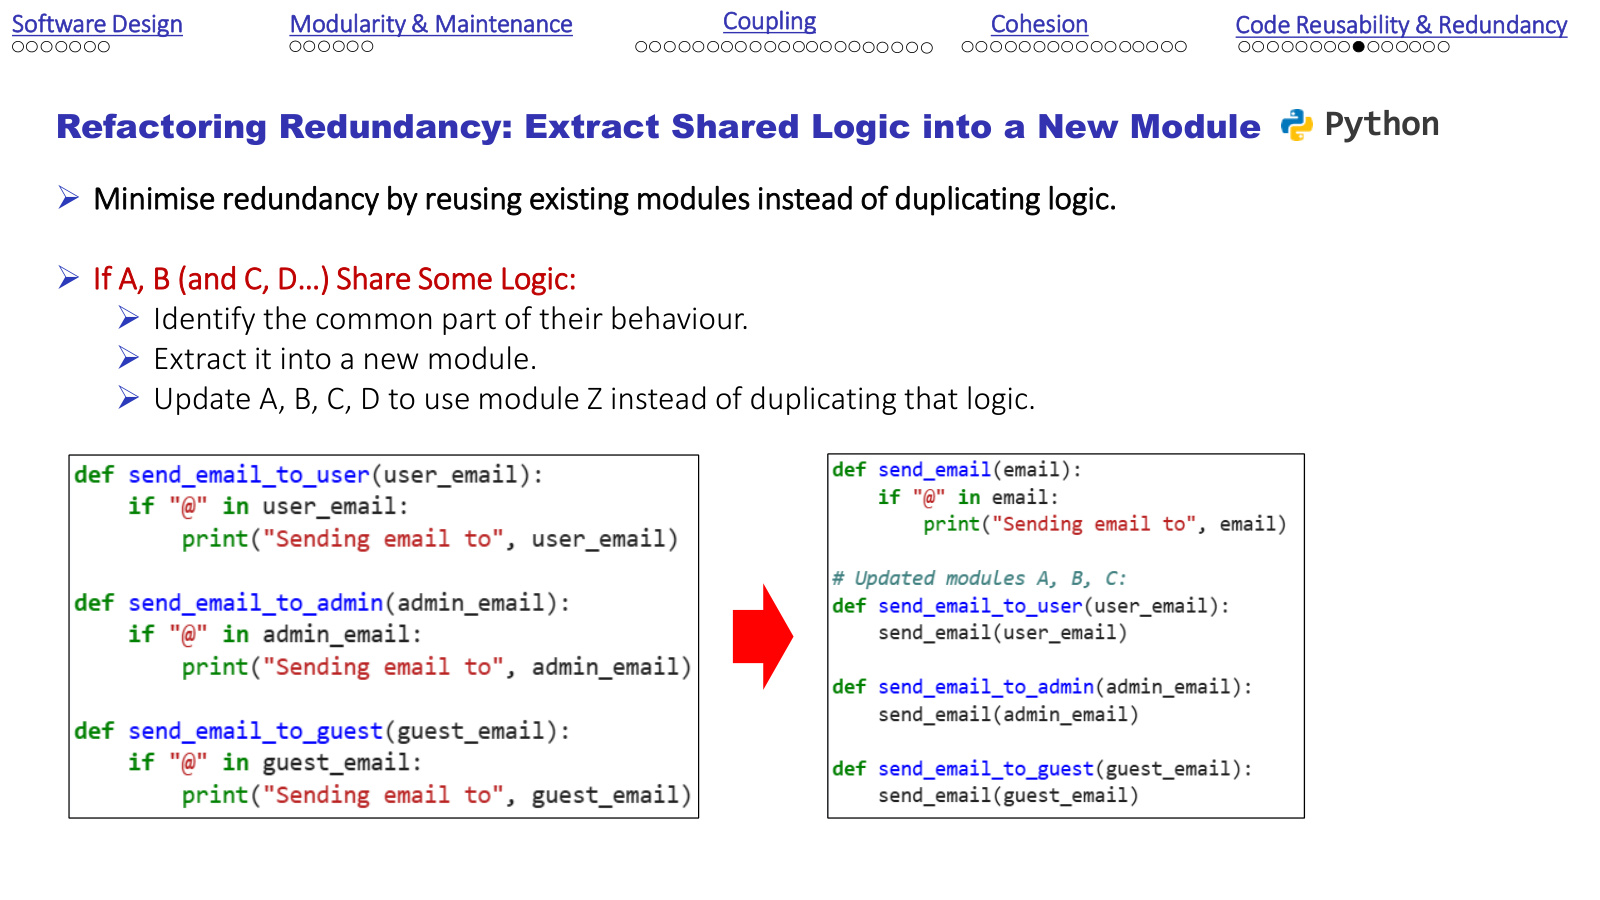 Software Design
Modularity & Maintenance
Coupling
Cohesion
Code Reusability & Redundancy
Refactoring Redundancy: Extract Shared Logic into a New Module
Python
Minimise redundancy by reusing existing modules instead of duplicating logic.
If A, B (and C, D…) Share Some Logic:
Identify the common part of their behaviour.
Extract it into a new module.
Update A, B, C, D to use module Z instead of duplicating that logic.
def send_email_to_user(user_email):
    if "@" in user_email:
        print("Sending email to", user_email)
def send_email_to_admin(admin_email):
    if "@" in admin_email:
        print("Sending email to", admin_email)
def send_email_to_guest(guest_email):
    if "@" in guest_email:
        print("Sending email to", guest_email)
def send_email(email):
    if "@" in email:
        print("Sending email to", email)
# Updated modules A, B, C:
def send_email_to_user(user_email):
    send_email(user_email)
def send_email_to_admin(admin_email):
    send_email(admin_email)
def send_email_to_guest(guest_email):
    send_email(guest_email)